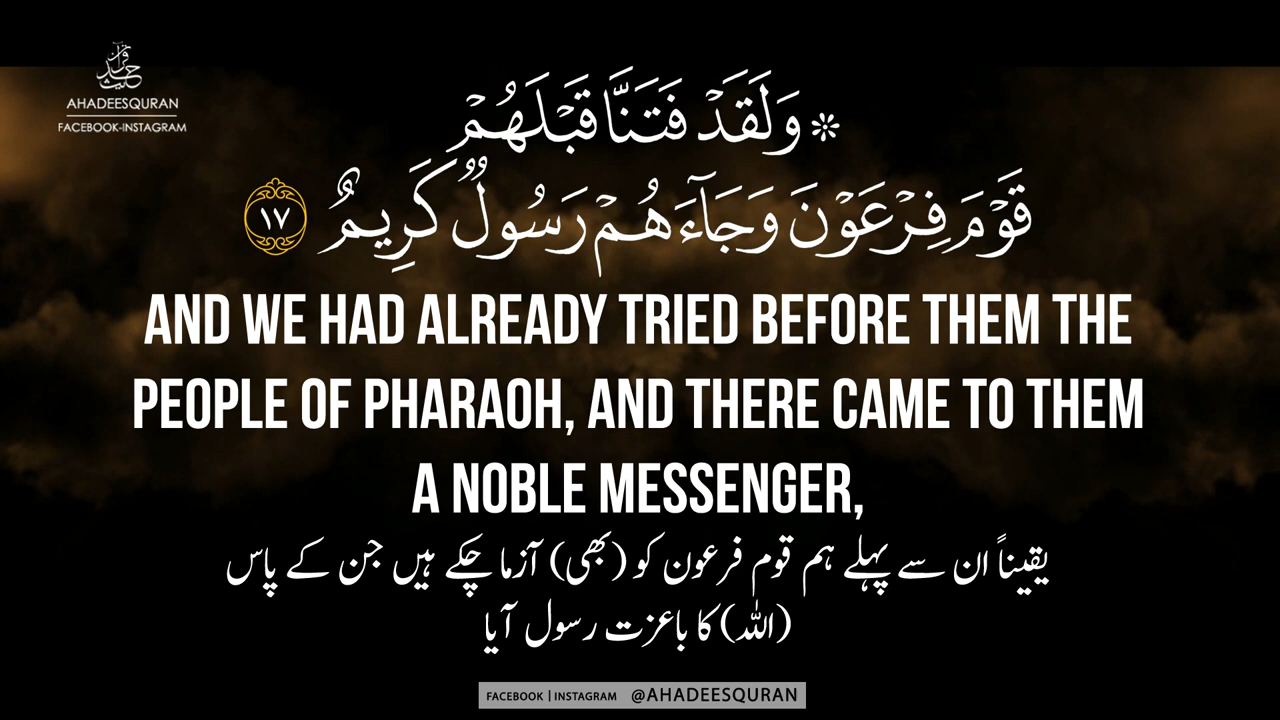 قرآن حدیث
AHADEESQURAN
FACEBOOK-INSTAGRAM
۞ وَلَقَدْ فَتَنَّا قَبْلَهُمْ
قَوْمَ فِرْعَوْنَ وَجَآءَهُمْ رَسُولٌ كَرِيمٌ ١٧
AND WE HAD ALREADY TRIED BEFORE THEM THE
PEOPLE OF PHARAOH, AND THERE CAME TO THEM
A NOBLE MESSENGER,
یقیناً ان سے پہلے ہم قوم فرعون کو (بھی) آزما چکے ہیں جن کے پاس
(اللہ) کا باعزت رسول آیا
FACEBOOK | INSTAGRAM @AHADEESQURAN